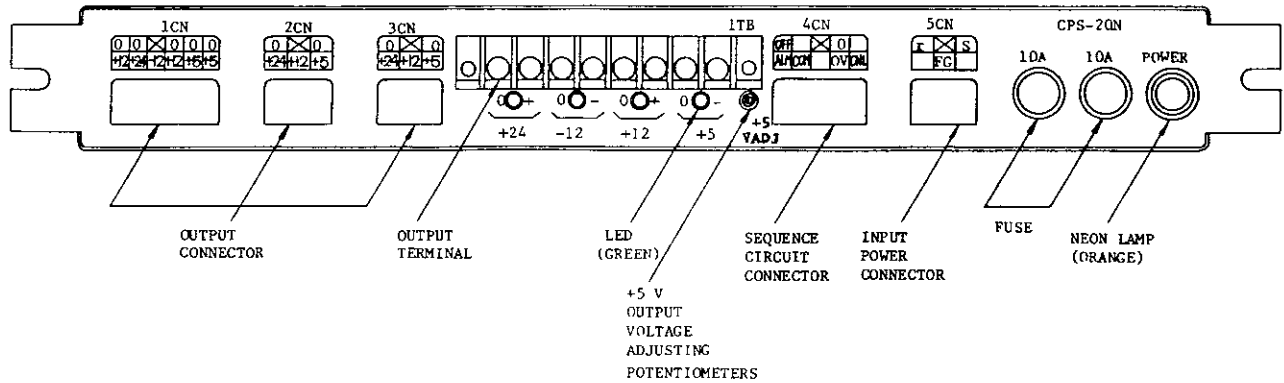 1CN 2CN 3CN 1TB 4CN 5CN CPS-20N
0 0 0 0 0
+12 +24 -12 +12 +5 +5
0 0
+24 +12 +5
0 0
+24 +12 +5
OFF 0
ALM COM OV
r S
FG
10A 10A POWER
0 + 0 - 0 + 0 -
+24 -12 +12 +5
+5
VADJ
OUTPUT
CONNECTOR
OUTPUT
TERMINAL
LED
(GREEN)
+5 V
OUTPUT
VOLTAGE
ADJUSTING
POTENTIOMETERS
SEQUENCE
CIRCUIT
CONNECTOR
INPUT
POWER
CONNECTOR
FUSE
NEON LAMP
(ORANGE)